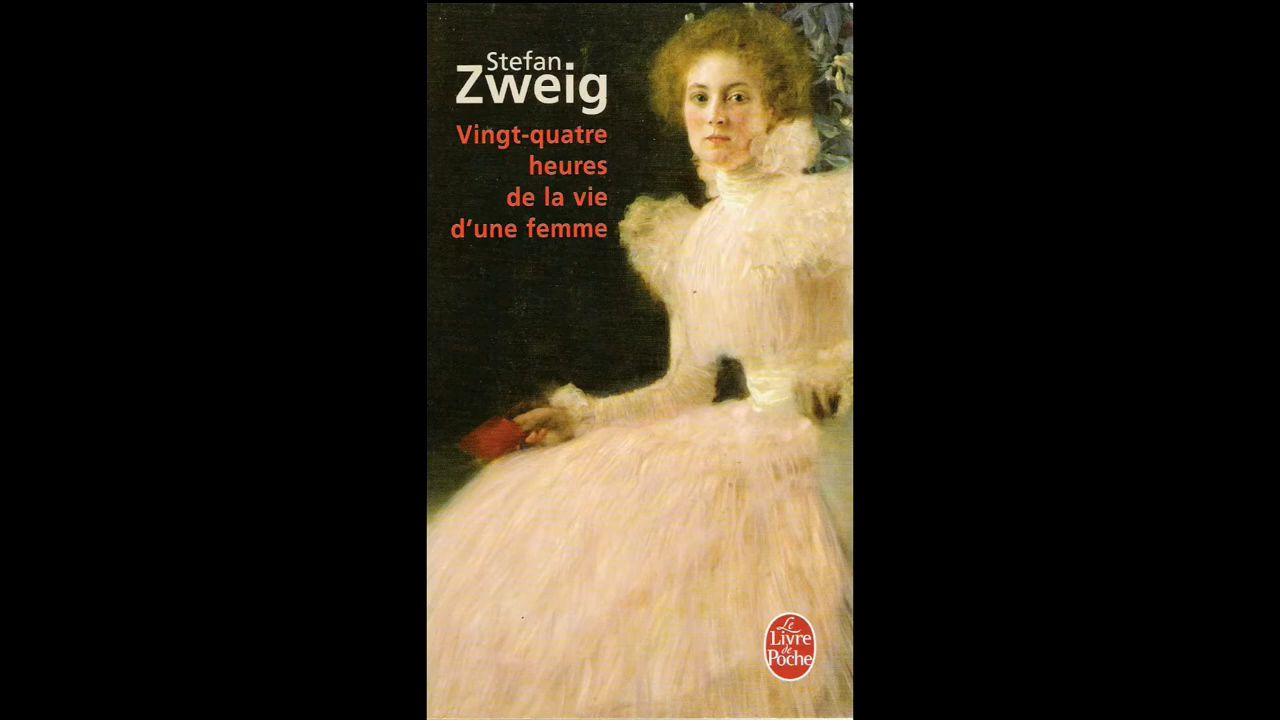 Stefan
Zweig
Vingt-quatre
heures
de la vie
d'une femme
Le
Livre
de
Poche